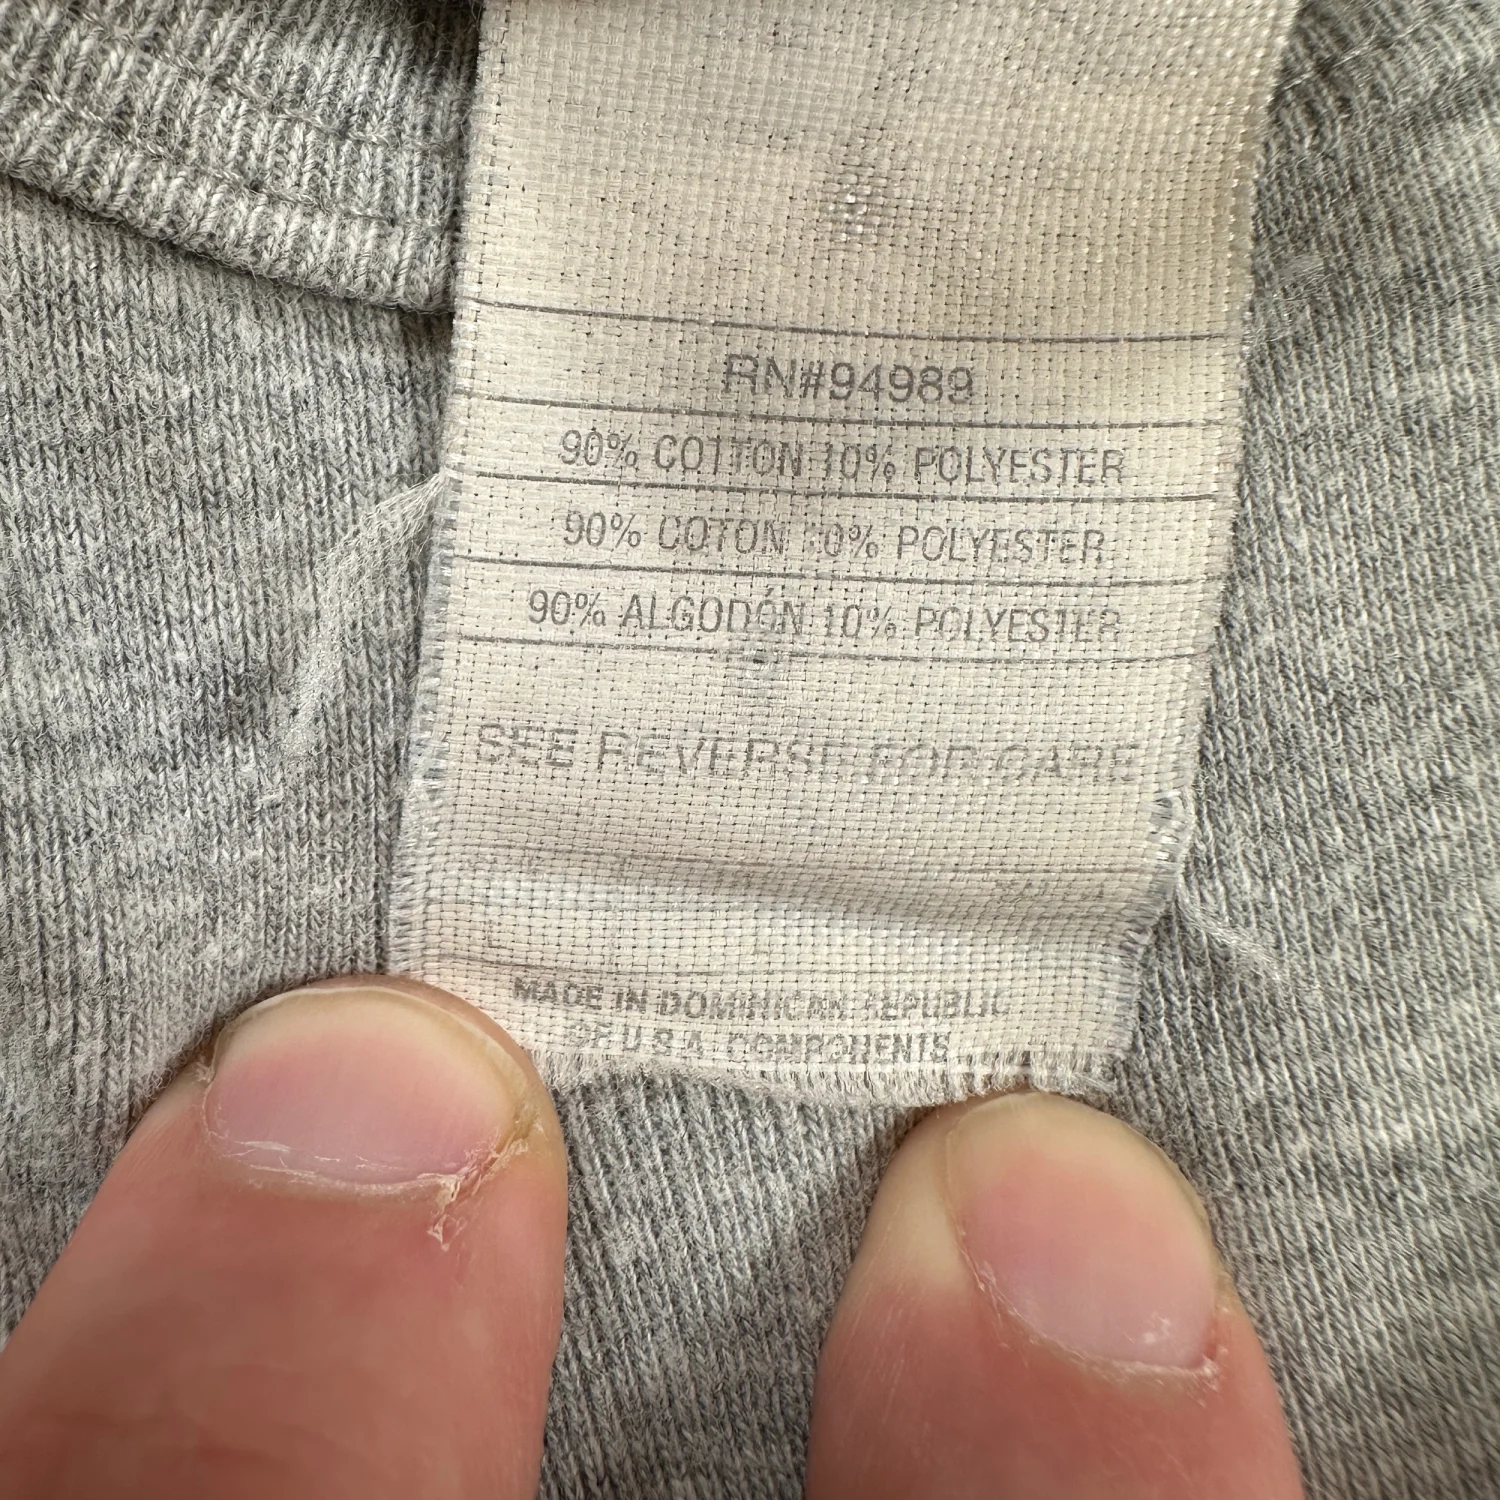 RN#94989
90% COTTON 10% POLYESTER
90% COTON 10% POLYESTER
90% ALGODÓN 10% POLYESTER
SEE REVERSE FOR CARE
MADE IN DOMINICAN REPUBLIC
OF U.S.A. COMPONENTS